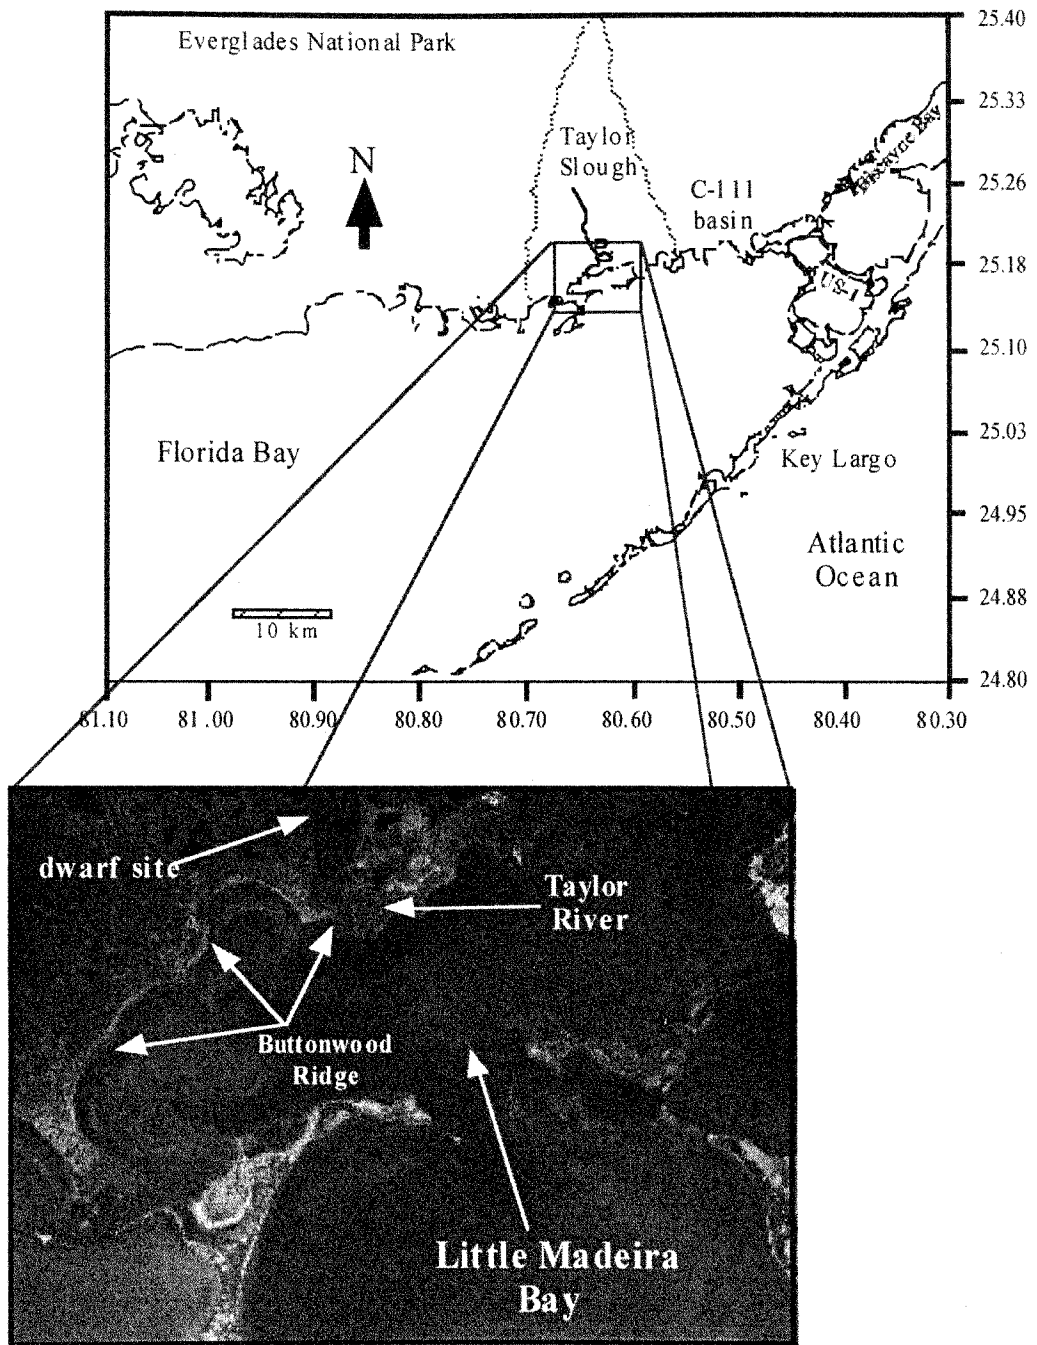 Everglades National Park
25.40
25.33
25.26
25.18
25.10
25.03
24.95
24.88
24.80
Biscayne Bay
Taylor
Slough
N
C-111
basin
US-1
Florida Bay
Key Largo
Atlantic
Ocean
10 km
81.10
81.00
80.90
80.80
80.70
80.60
80.50
80.40
80.30
dwarf site
Taylor
River
Buttonwood
Ridge
Little Madeira
Bay